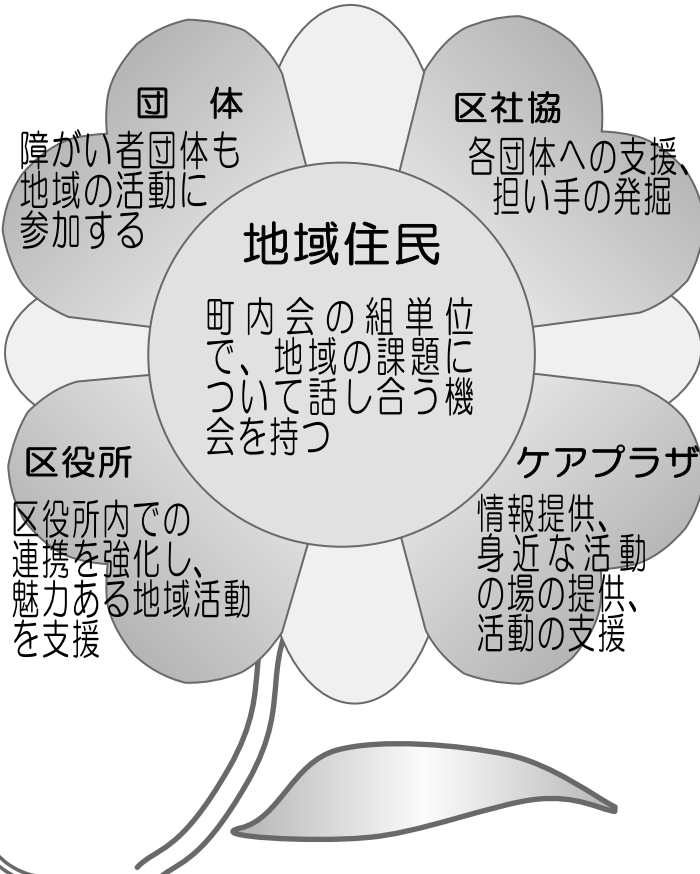 団　体
障がい者団体も
地域の活動に
参加する
区社協
各団体への支援、
担い手の発掘
地域住民
町内会の組単位
で、地域の課題に
ついて話し合う機
会を持つ
区役所
区役所内での
連携を強化し、
魅力ある地域活動
を支援
ケアプラザ
情報提供、
身近な活動
の場の提供、
活動の支援